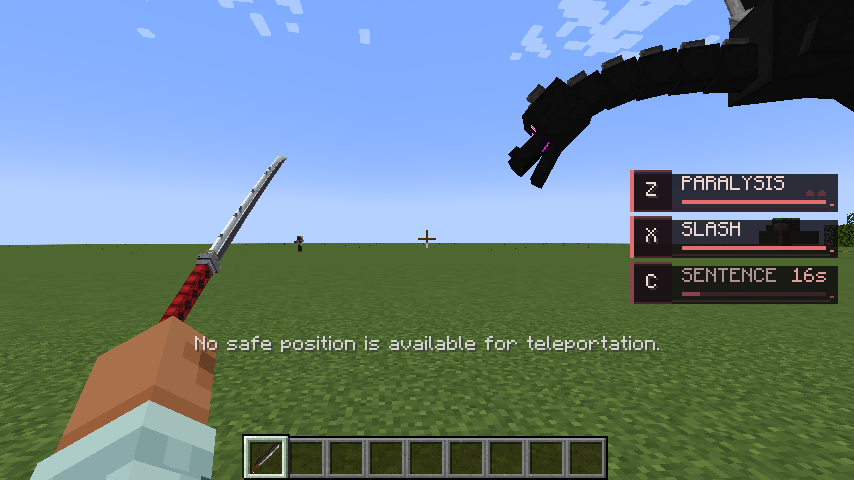 Z PARALYSIS
X SLASH
C SENTENCE 16s
No safe position is available for teleportation.